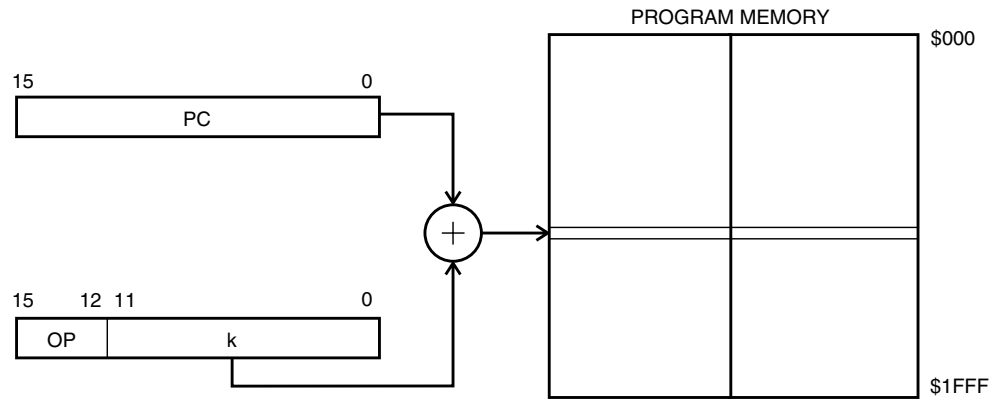 PROGRAM MEMORY
$000
15 0
PC
+
15 12 11 0
OP k
$1FFF